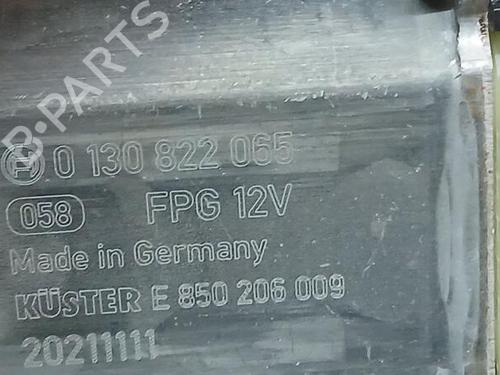 B-PARTS
0 130 822 065
058 FPG 12V
Made in Germany
KÜSTER E 850 206 009
20211111